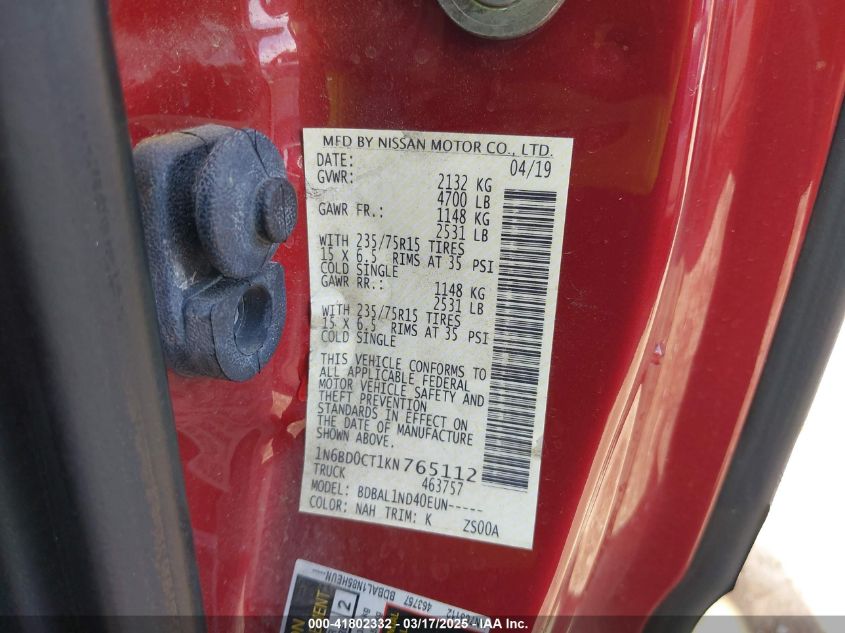 MFD BY NISSAN MOTOR CO., LTD.
DATE: 04/19
GVWR: 2132 KG
4700 LB
GAWR FR.: 1148 KG
2531 LB
WITH 235/75R15 TIRES
15 X 6.5 RIMS AT 35 PSI
COLD SINGLE
GAWR RR.: 1148 KG
2531 LB
WITH 235/75R15 TIRES
15 X 6.5 RIMS AT 35 PSI
COLD SINGLE
THIS VEHICLE CONFORMS TO
ALL APPLICABLE FEDERAL
MOTOR VEHICLE SAFETY AND
THEFT PREVENTION
STANDARDS IN EFFECT ON
THE DATE OF MANUFACTURE
SHOWN ABOVE.
1N6BD0CT1KN765112
TRUCK 463757
MODEL: BDBAL1ND40EUN-----
COLOR: NAH TRIM: K ZS00A
463757
2
000-41802332 - 03/17/2025 - IAA Inc.